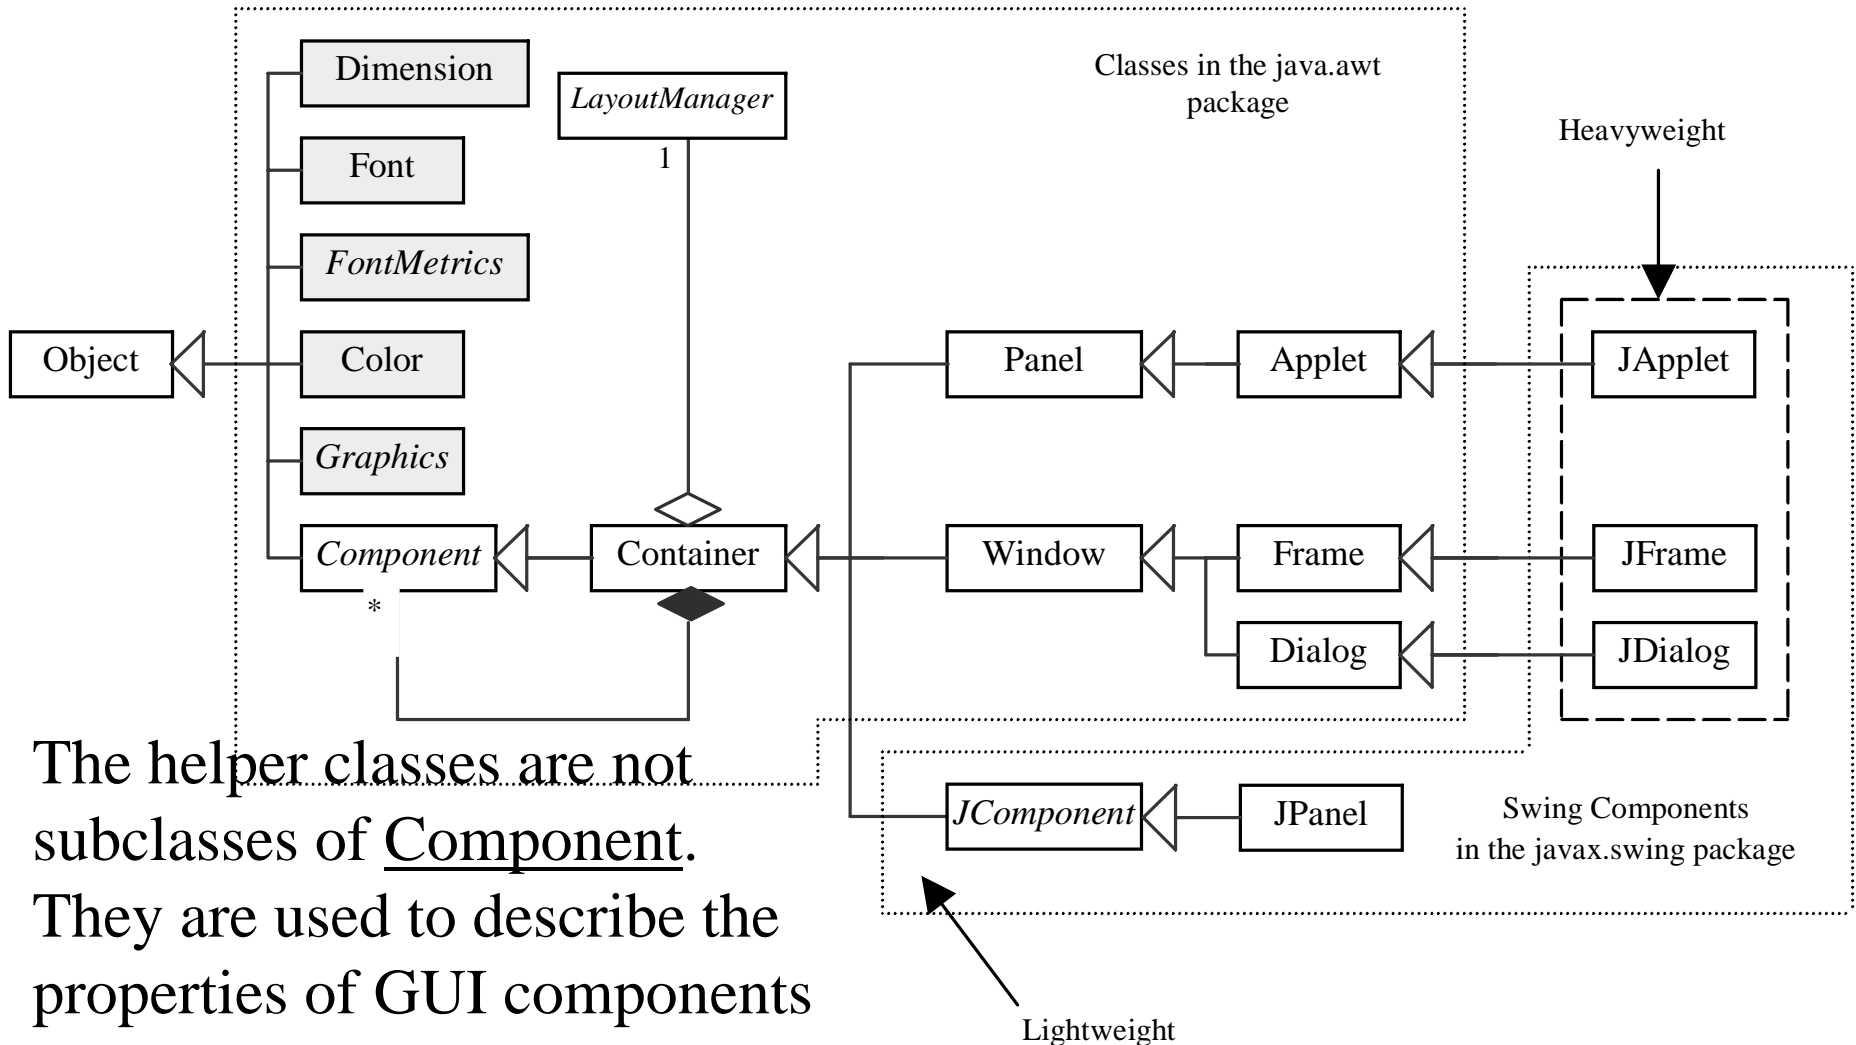 Dimension
LayoutManager
Classes in the java.awt
package
Heavyweight
1
Font
FontMetrics
Object
Color
Panel
Applet
JApplet
Graphics
Component
Container
Window
Frame
JFrame
*
Dialog
JDialog
The helper classes are not
subclasses of Component.
They are used to describe the
properties of GUI components
JComponent
JPanel
Swing Components
in the javax.swing package
Lightweight